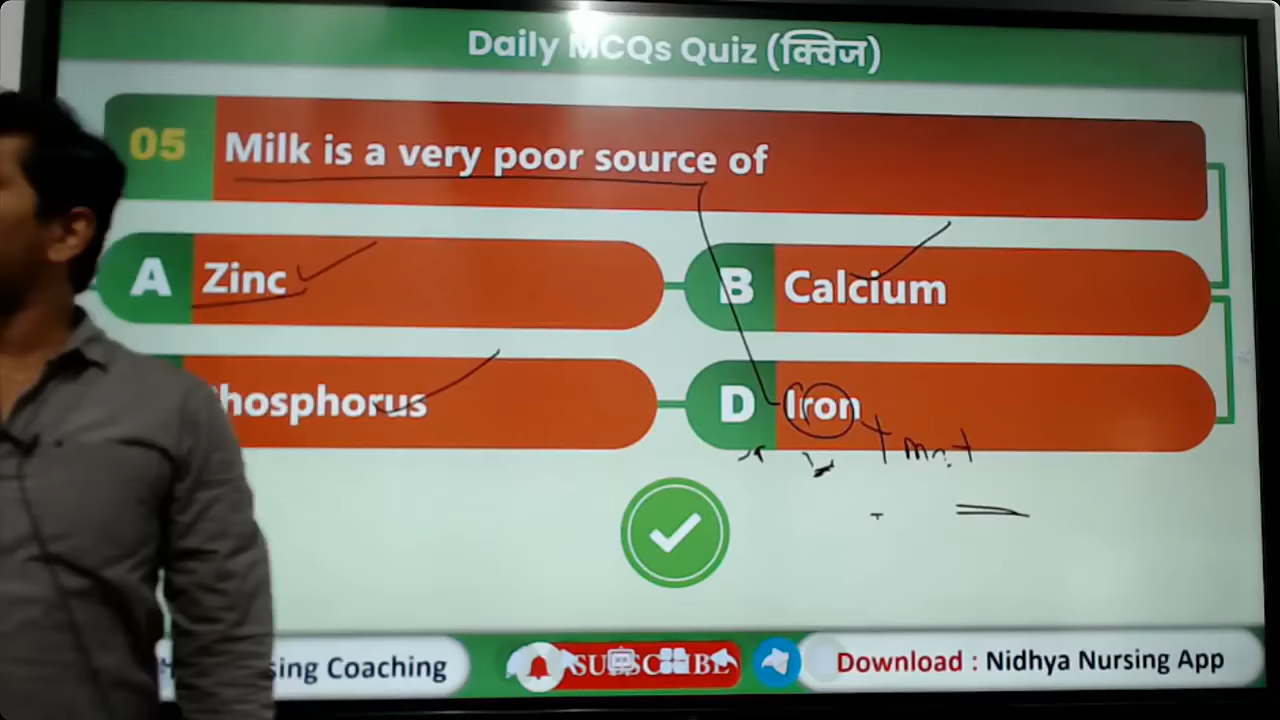 Daily MCQs Quiz (क्विज)
05 Milk is a very poor source of
A Zinc
B Calcium
hosphorus
D Iron
sing Coaching
SUBSCRIBE
Download : Nidhya Nursing App